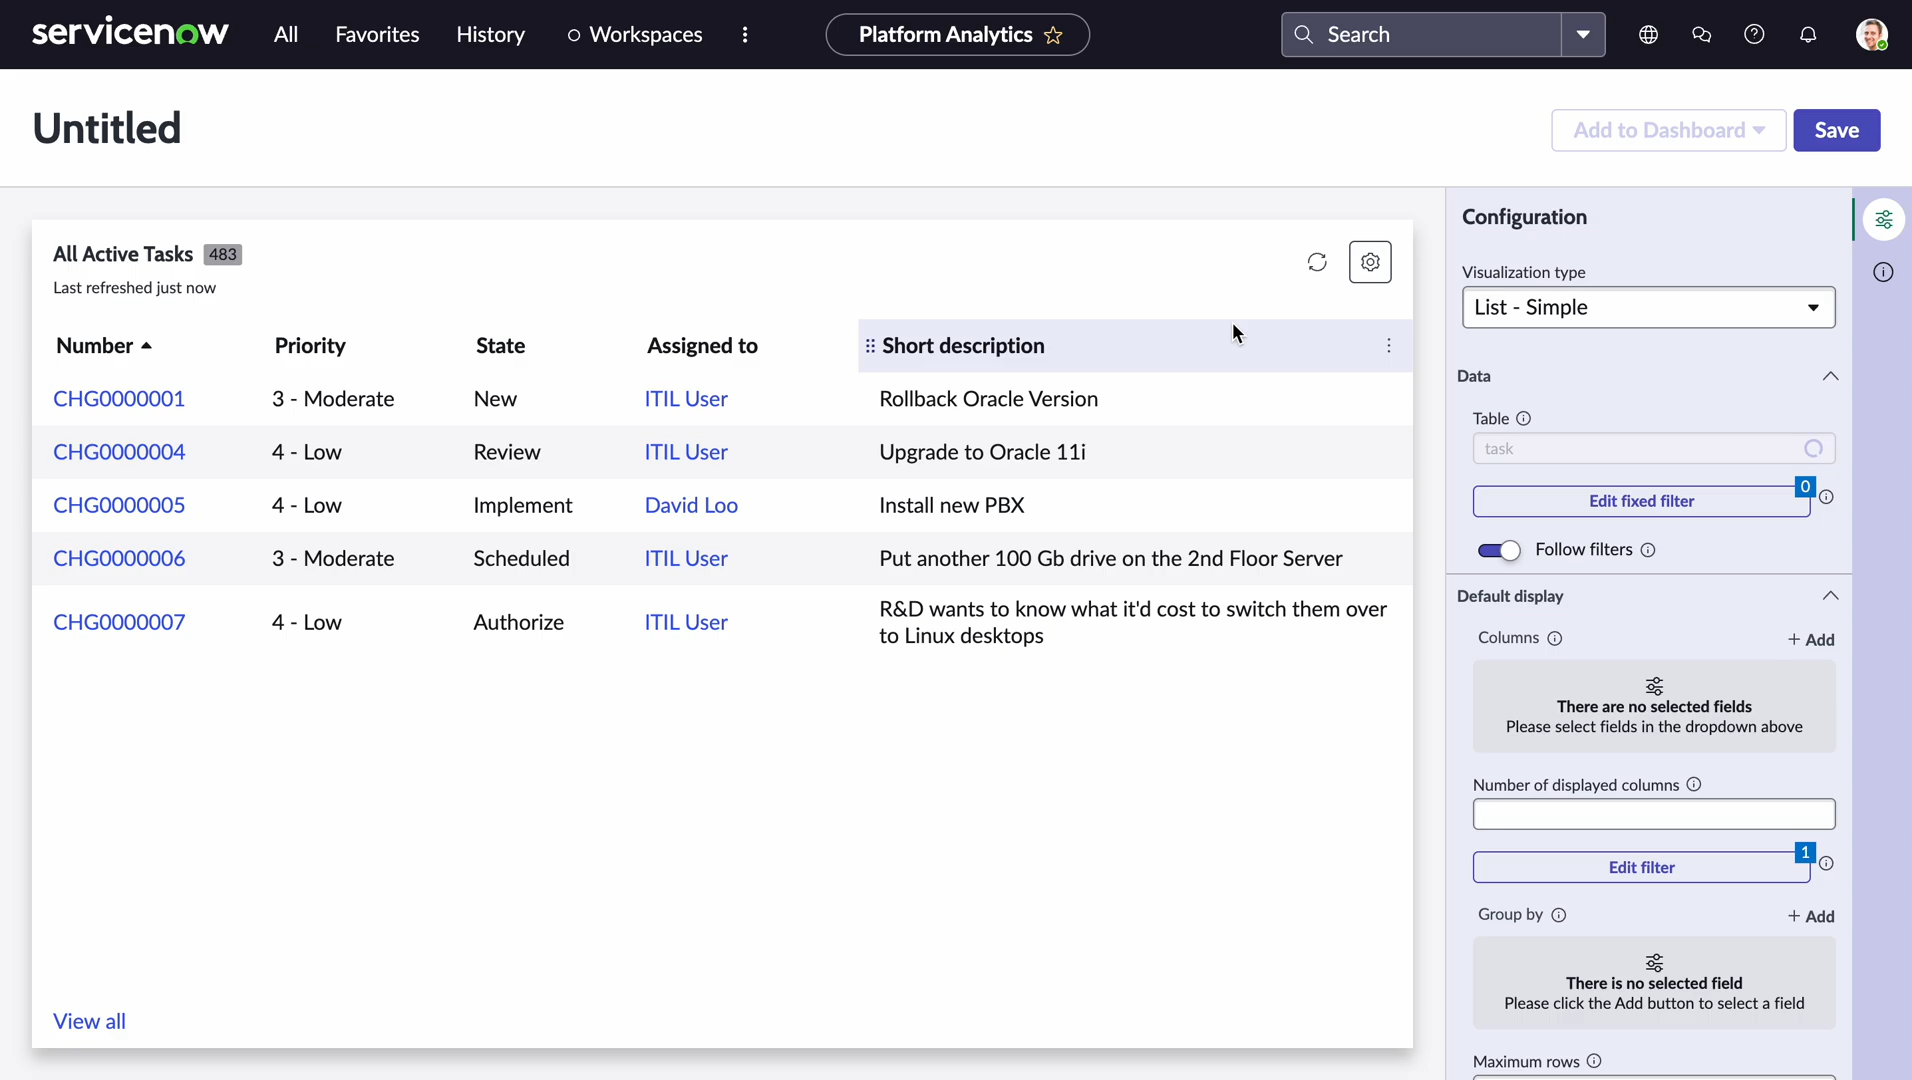 servicenow All Favorites History Workspaces Platform Analytics Search
Untitled
Add to Dashboard Save
All Active Tasks 483
Last refreshed just now
Number Priority State Assigned to Short description
CHG0000001 3 - Moderate New ITIL User Rollback Oracle Version
CHG0000004 4 - Low Review ITIL User Upgrade to Oracle 11i
CHG0000005 4 - Low Implement David Loo Install new PBX
CHG0000006 3 - Moderate Scheduled ITIL User Put another 100 Gb drive on the 2nd Floor Server
CHG0000007 4 - Low Authorize ITIL User R&D wants to know what it'd cost to switch them over
to Linux desktops
View all
Configuration
Visualization type
List - Simple
Data
Table
task
Edit fixed filter 0
Follow filters
Default display
Columns + Add
There are no selected fields
Please select fields in the dropdown above
Number of displayed columns
Edit filter 1
Group by + Add
There is no selected field
Please click the Add button to select a field
Maximum rows